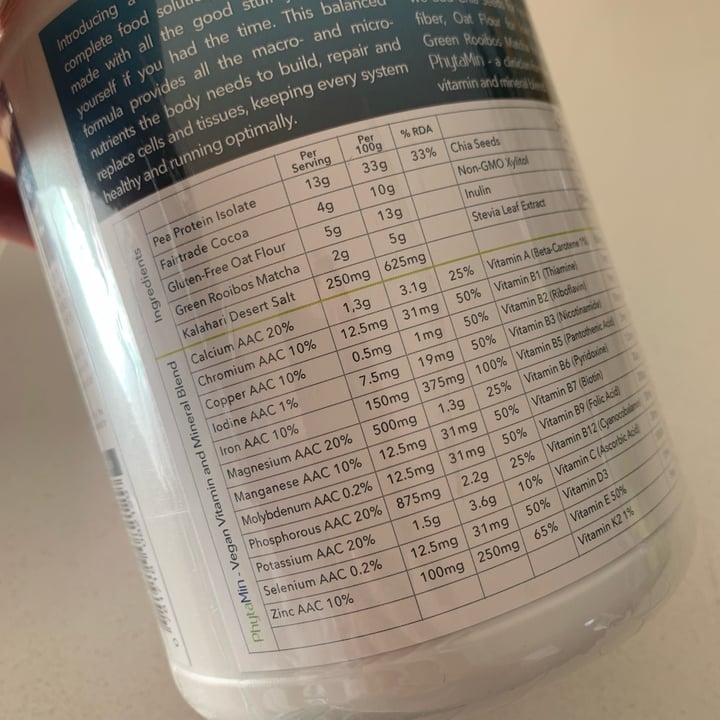 Introducing a
complete food solut
made with all the good stuff
yourself if you had the time. This balanced
formula provides all the macro- and micro-
nutrients the body needs to build, repair and
replace cells and tissues, keeping every system
healthy and running optimally.
fiber, Oat Flour
Green Rooibos Matcha
PhytaMin - a
vitamin and mineral
Per Serving Per 100g % RDA
Ingredients
Pea Protein Isolate 13g 33g 33% Chia Seeds
Fairtrade Cocoa 4g 10g Non-GMO Xylitol
Gluten-Free Oat Flour 5g 13g Inulin
Green Rooibos Matcha 2g 5g Stevia Leaf Extract
Kalahari Desert Salt 250mg 625mg
PhytaMin - Vegan Vitamin and Mineral Blend
Calcium AAC 20% 1,3g 3.1g 25% Vitamin A (Beta-Carotene 1%)
Chromium AAC 10% 12.5mg 31mg 50% Vitamin B1 (Thiamine)
Copper AAC 10% 0.5mg 1mg 50% Vitamin B2 (Riboflavin)
Iodine AAC 1% 7.5mg 19mg 50% Vitamin B3 (Nicotinamide)
Iron AAC 10% 150mg 375mg 100% Vitamin B5 (Pantothenic Acid)
Magnesium AAC 20% 500mg 1.3g 25% Vitamin B6 (Pyridoxine)
Manganese AAC 10% 12.5mg 31mg 50% Vitamin B7 (Biotin)
Molybdenum AAC 0.2% 12.5mg 31mg 50% Vitamin B9 (Folic Acid)
Phosphorous AAC 20% 875mg 2.2g 25% Vitamin B12 (Cyanocobalamin
Potassium AAC 20% 1.5g 3.6g 10% Vitamin C (Ascorbic Acid)
Selenium AAC 0.2% 12.5mg 31mg 50% Vitamin D3
Zinc AAC 10% 100mg 250mg 65% Vitamin E 50%
Vitamin K2 1%